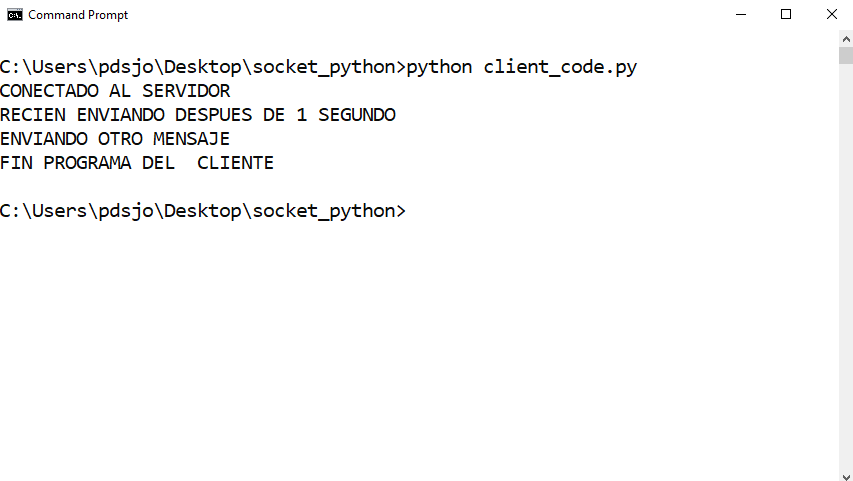 Command Prompt
C:\Users\pdsjo\Desktop\socket_python>python client_code.py
CONECTADO AL SERVIDOR
RECIEN ENVIANDO DESPUES DE 1 SEGUNDO
ENVIANDO OTRO MENSAJE
FIN PROGRAMA DEL  CLIENTE
C:\Users\pdsjo\Desktop\socket_python>